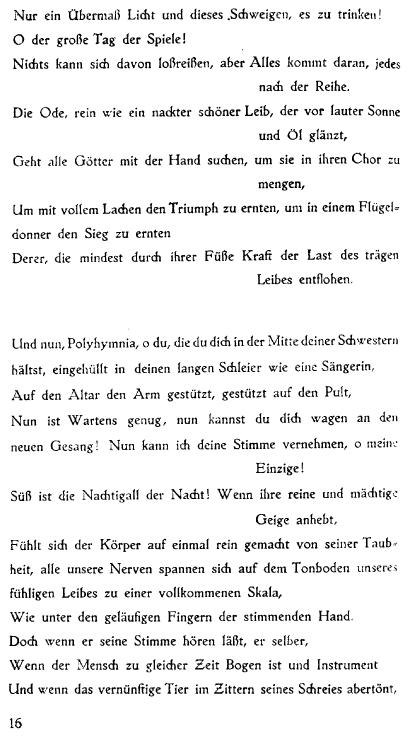 Nur ein Übermaß Licht und dieses Schweigen, es zu trinken!
O der große Tag der Spiele!
Nichts kann sich davon loßreißen, aber Alles kommt daran, jedes
nach der Reihe.
Die Ode, rein wie ein nackter schöner Leib, der vor lauter Sonne
und Öl glänzt,
Geht alle Götter mit der Hand suchen, um sie in ihren Chor zu
mengen,
Um mit vollem Lachen den Triumph zu ernten, um in einem Flügel-
donner den Sieg zu ernten
Derer, die mindest durch ihrer Füße Kraft der Last des trägen
Leibes entflohen.
Und nun, Polyhymnia, o du, die du dich in der Mitte deiner Schwestern
hältst, eingehüllt in deinen langen Schleier wie eine Sängerin,
Auf den Altar den Arm gestützt, gestützt auf den Pult,
Nun ist Wartens genug, nun kannst du dich wagen an den
neuen Gesang! Nun kann ich deine Stimme vernehmen, o meine
Einzige!
Süß ist die Nachtigall der Nacht! Wenn ihre reine und mächtige
Geige anhebt,
Fühlt sich der Körper auf einmal rein gemacht von seiner Taub-
heit, alle unsere Nerven spannen sich auf dem Tonboden unseres
fühligen Leibes zu einer vollkommenen Skala,
Wie unter den geläufigen Fingern der stimmenden Hand.
Doch wenn er seine Stimme hören läßt, er selber,
Wenn der Mensch zu gleicher Zeit Bogen ist und Instrument
Und wenn das vernünftige Tier im Zittern seines Schreies abertönt,
16